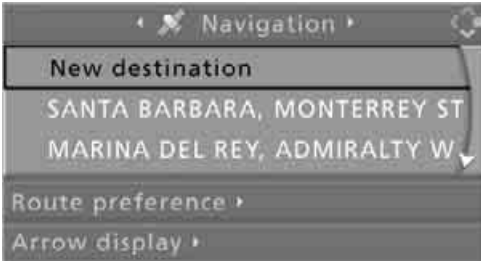 Navigation
New destination
SANTA BARBARA, MONTERREY ST
MARINA DEL REY, ADMIRALTY W
Route preference
Arrow display